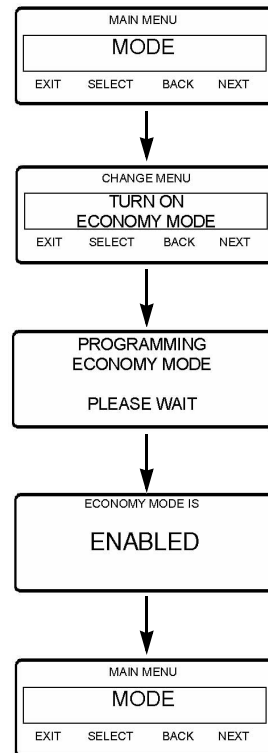 MAIN MENU
MODE
EXIT SELECT BACK NEXT
CHANGE MENU
TURN ON
ECONOMY MODE
EXIT SELECT BACK NEXT
PROGRAMMING
ECONOMY MODE
PLEASE WAIT
ECONOMY MODE IS
ENABLED
MAIN MENU
MODE
EXIT SELECT BACK NEXT